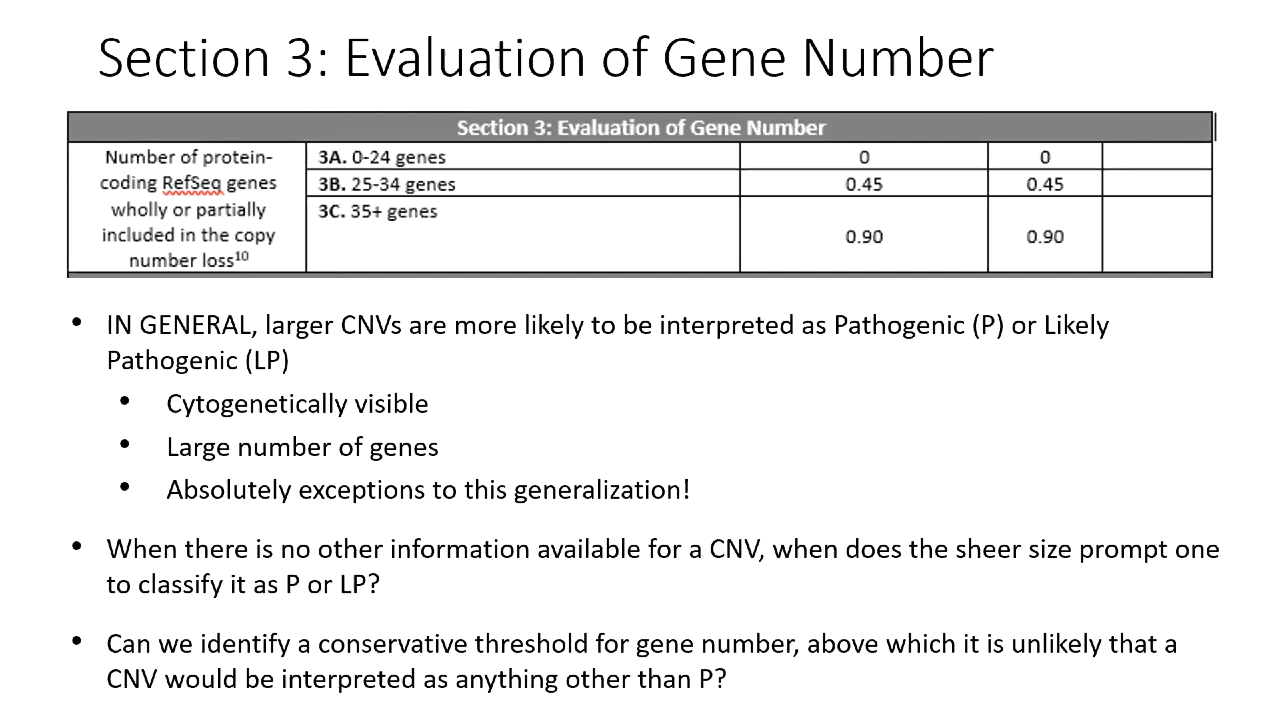 Section 3: Evaluation of Gene Number
Section 3: Evaluation of Gene Number
Number of protein-
coding RefSeq genes
wholly or partially
included in the copy
number loss¹⁰
3A. 0-24 genes 0 0
3B. 25-34 genes 0.45 0.45
3C. 35+ genes 0.90 0.90
• IN GENERAL, larger CNVs are more likely to be interpreted as Pathogenic (P) or Likely
Pathogenic (LP)
• Cytogenetically visible
• Large number of genes
• Absolutely exceptions to this generalization!
• When there is no other information available for a CNV, when does the sheer size prompt one
to classify it as P or LP?
• Can we identify a conservative threshold for gene number, above which it is unlikely that a
CNV would be interpreted as anything other than P?